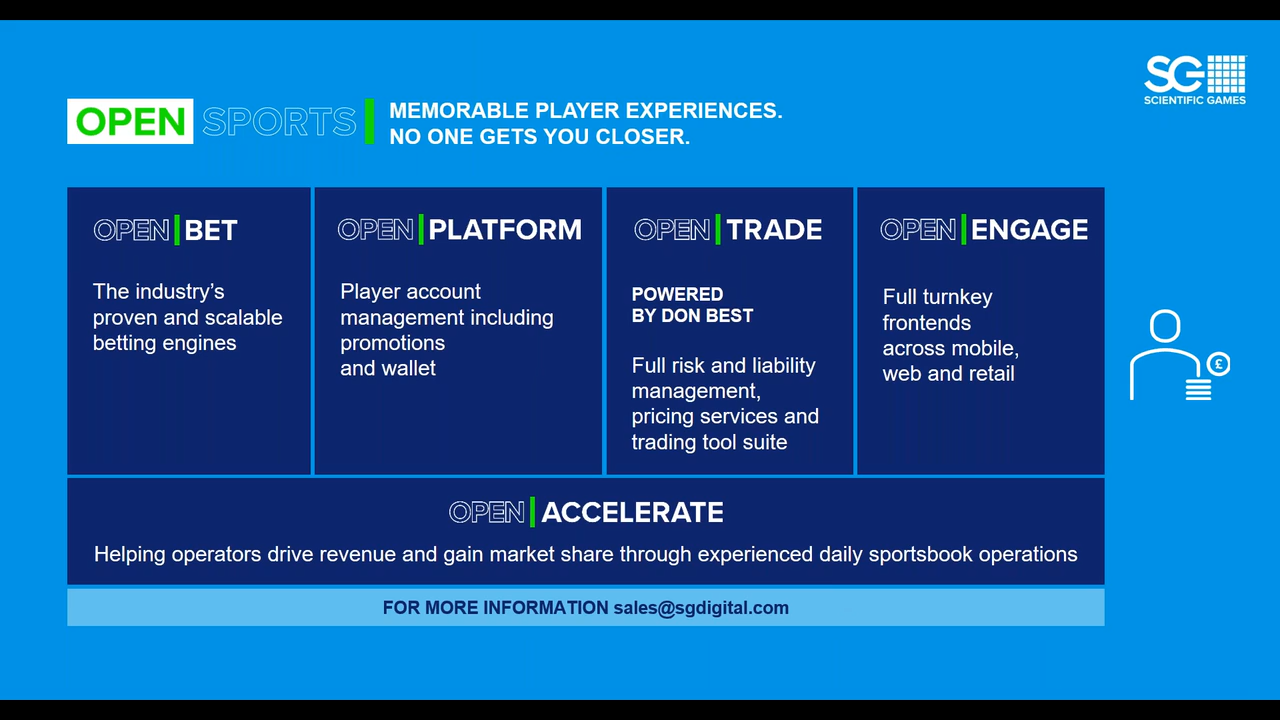 SG
SCIENTIFIC GAMES
OPEN SPORTS
MEMORABLE PLAYER EXPERIENCES.
NO ONE GETS YOU CLOSER.
OPEN BET
The industry’s
proven and scalable
betting engines
OPEN PLATFORM
Player account
management including
promotions
and wallet
OPEN TRADE
POWERED
BY DON BEST
Full risk and liability
management,
pricing services and
trading tool suite
OPEN ENGAGE
Full turnkey
frontends
across mobile,
web and retail
£
OPEN ACCELERATE
Helping operators drive revenue and gain market share through experienced daily sportsbook operations
FOR MORE INFORMATION sales@sgdigital.com